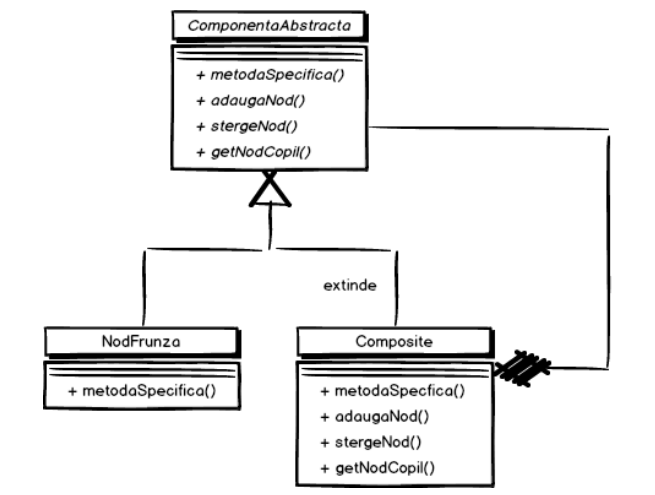 ComponentaAbstracta
+ metodaSpecifica()
+ adaugaNod()
+ stergeNod()
+ getNodCopil()
extinde
NodFrunza
+ metodaSpecifica()
Composite
+ metodaSpecfica()
+ adaugaNod()
+ stergeNod()
+ getNodCopil()